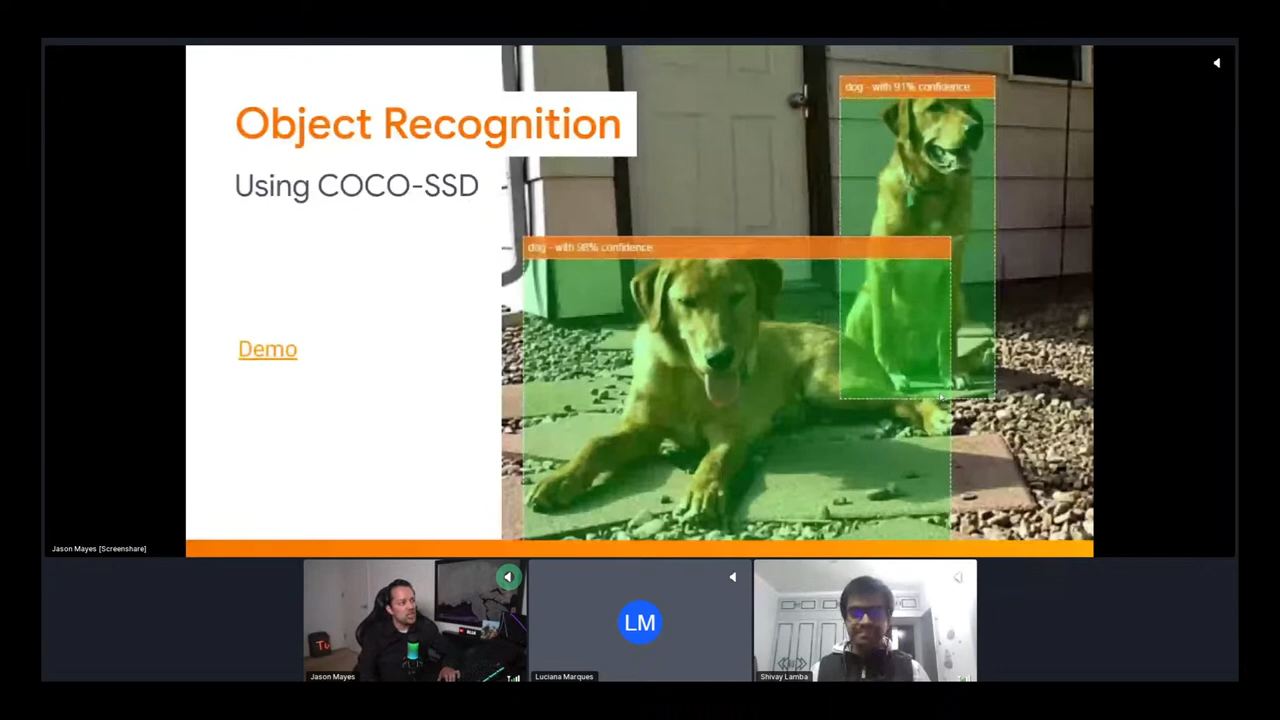 Object Recognition
Using COCO-SSD
Demo
dog - with 91% confidence
dog - with 98% confidence
Jason Mayes [Screenshare]
Tu
LM
Jason Mayes
Luciana Marques
Shivay Lamba